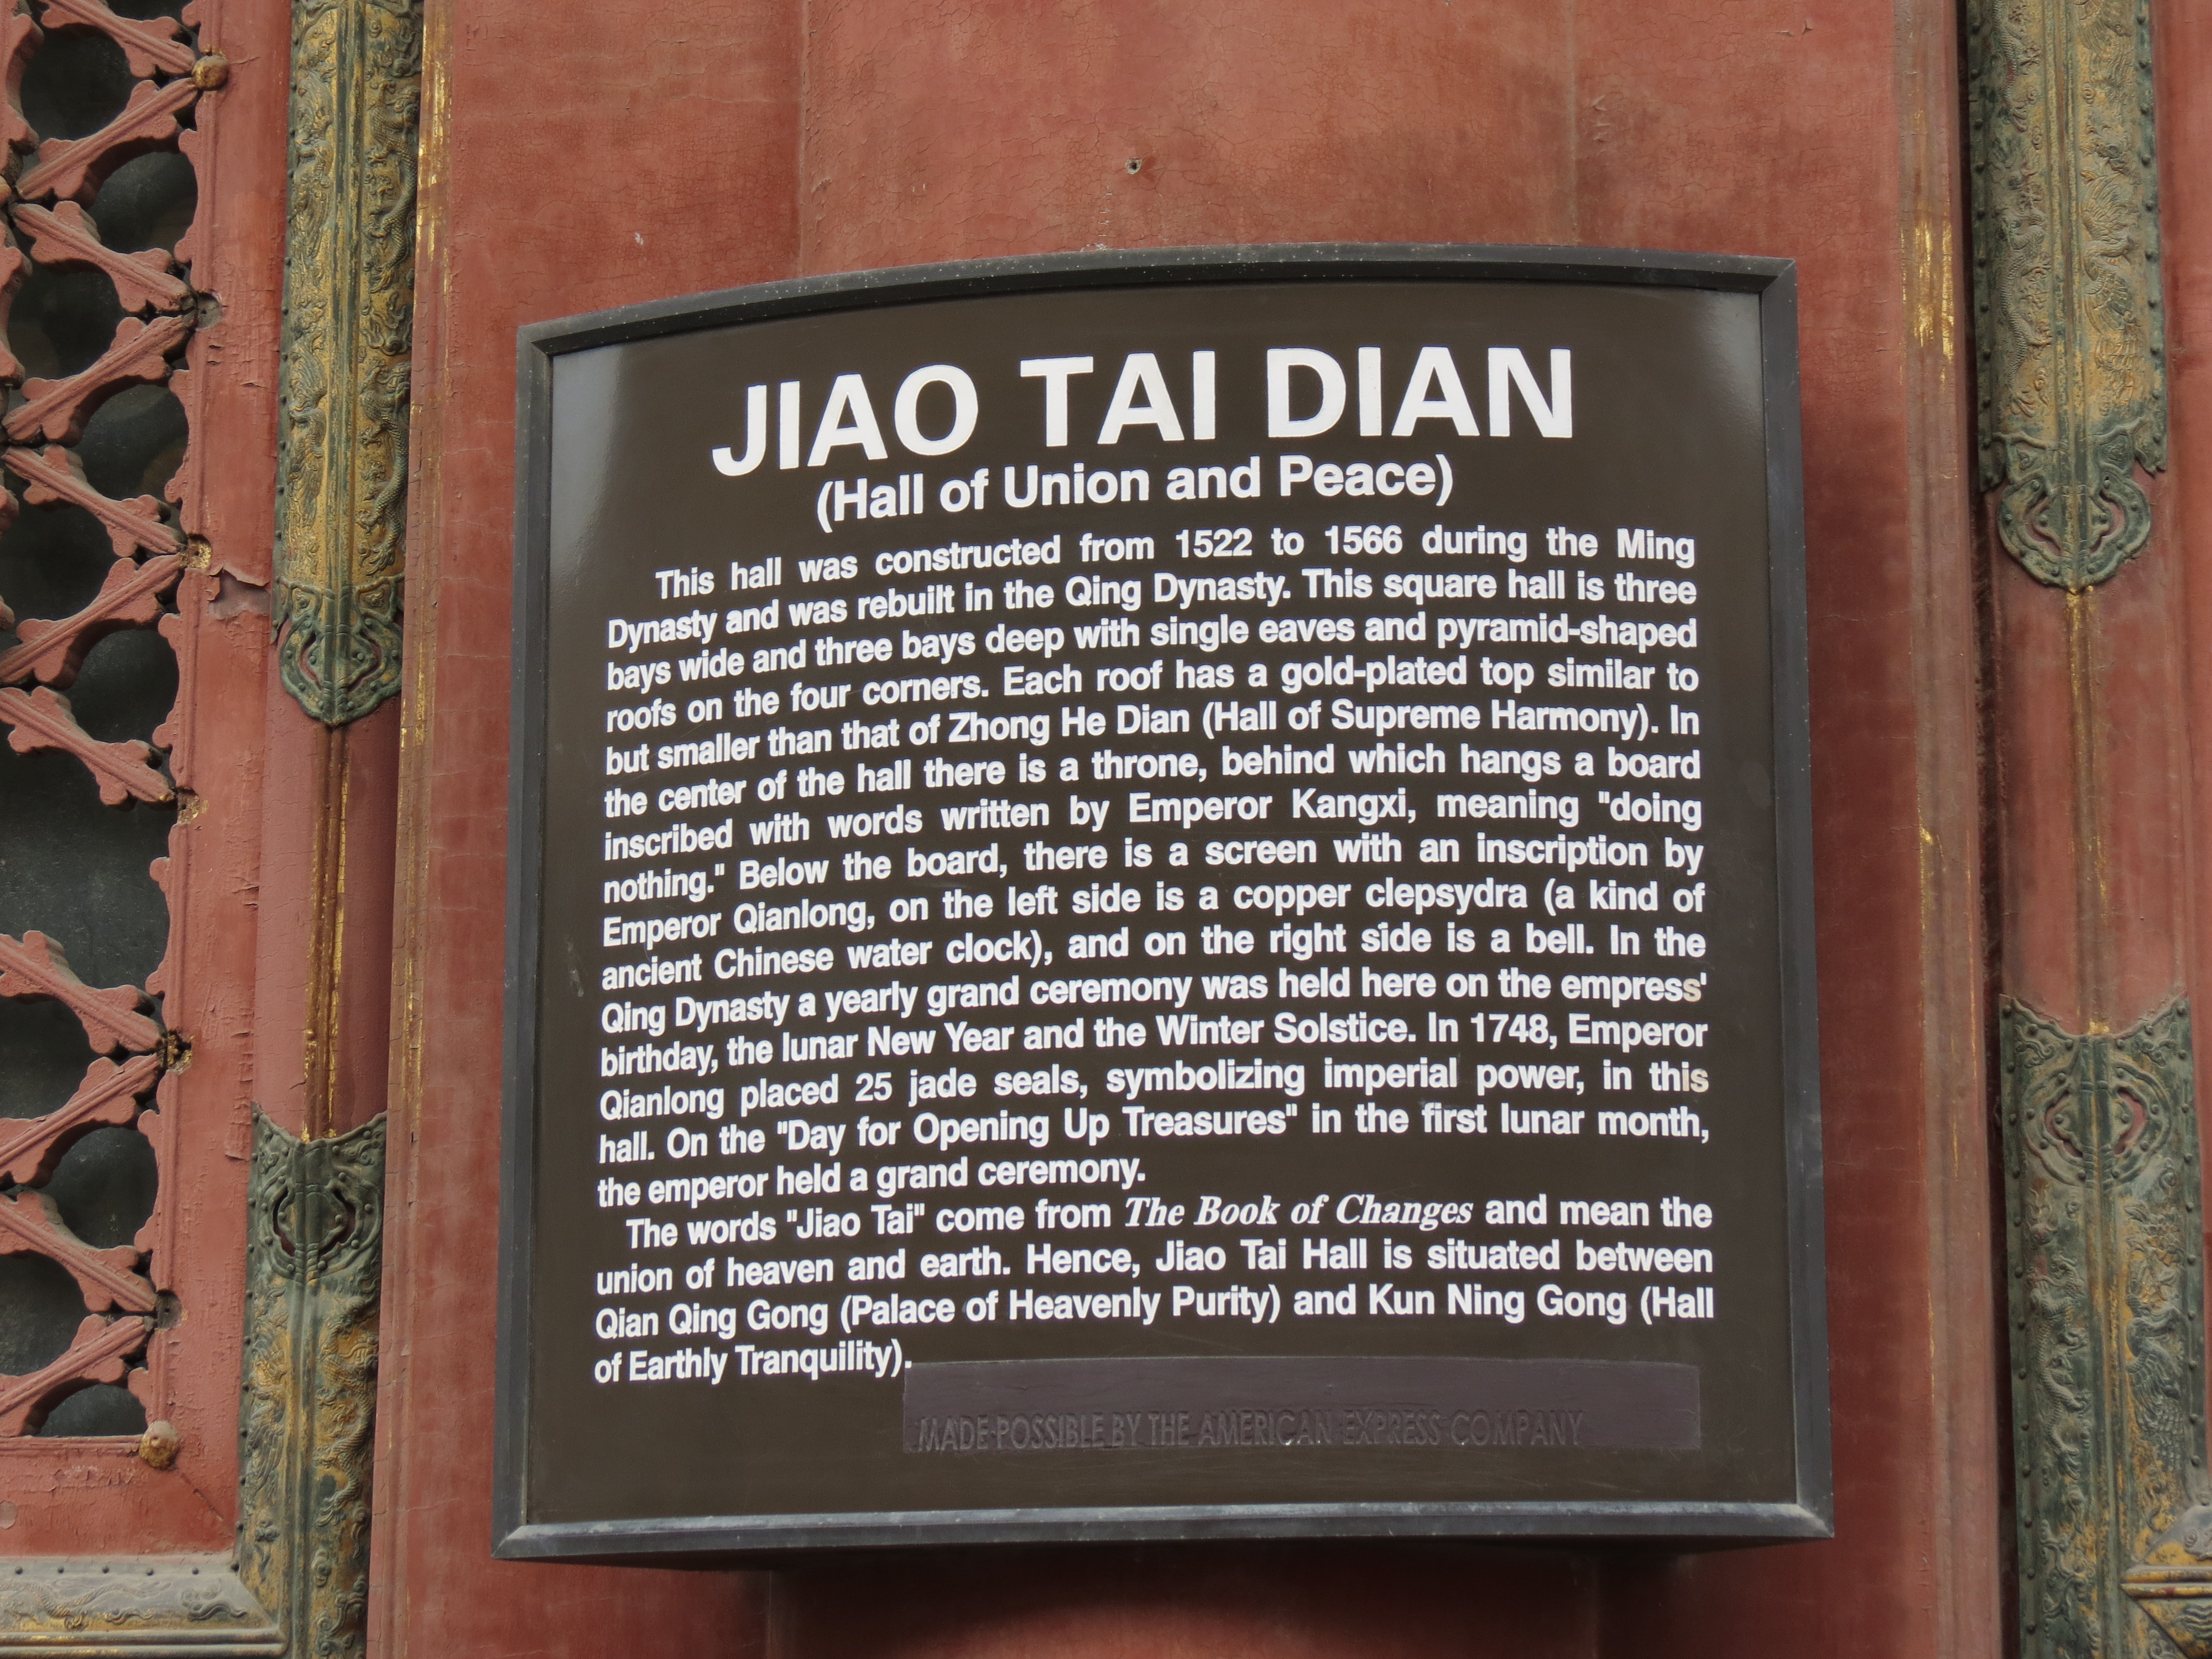 JIAO TAI DIAN
(Hall of Union and Peace)
This hall was constructed from 1522 to 1566 during the Ming
Dynasty and was rebuilt in the Qing Dynasty. This square hall is three
bays wide and three bays deep with single eaves and pyramid-shaped
roofs on the four corners. Each roof has a gold-plated top similar to
but smaller than that of Zhong He Dian (Hall of Supreme Harmony). In
the center of the hall there is a throne, behind which hangs a board
inscribed with words written by Emperor Kangxi, meaning "doing
nothing." Below the board, there is a screen with an inscription by
Emperor Qianlong, on the left side is a copper clepsydra (a kind of
ancient Chinese water clock), and on the right side is a bell. In the
Qing Dynasty a yearly grand ceremony was held here on the empress'
birthday, the lunar New Year and the Winter Solstice. In 1748, Emperor
Qianlong placed 25 jade seals, symbolizing imperial power, in this
hall. On the "Day for Opening Up Treasures" in the first lunar month,
the emperor held a grand ceremony.
The words "Jiao Tai" come from The Book of Changes and mean the
union of heaven and earth. Hence, Jiao Tai Hall is situated between
Qian Qing Gong (Palace of Heavenly Purity) and Kun Ning Gong (Hall
of Earthly Tranquility).
MADE POSSIBLE BY THE AMERICAN EXPRESS COMPANY